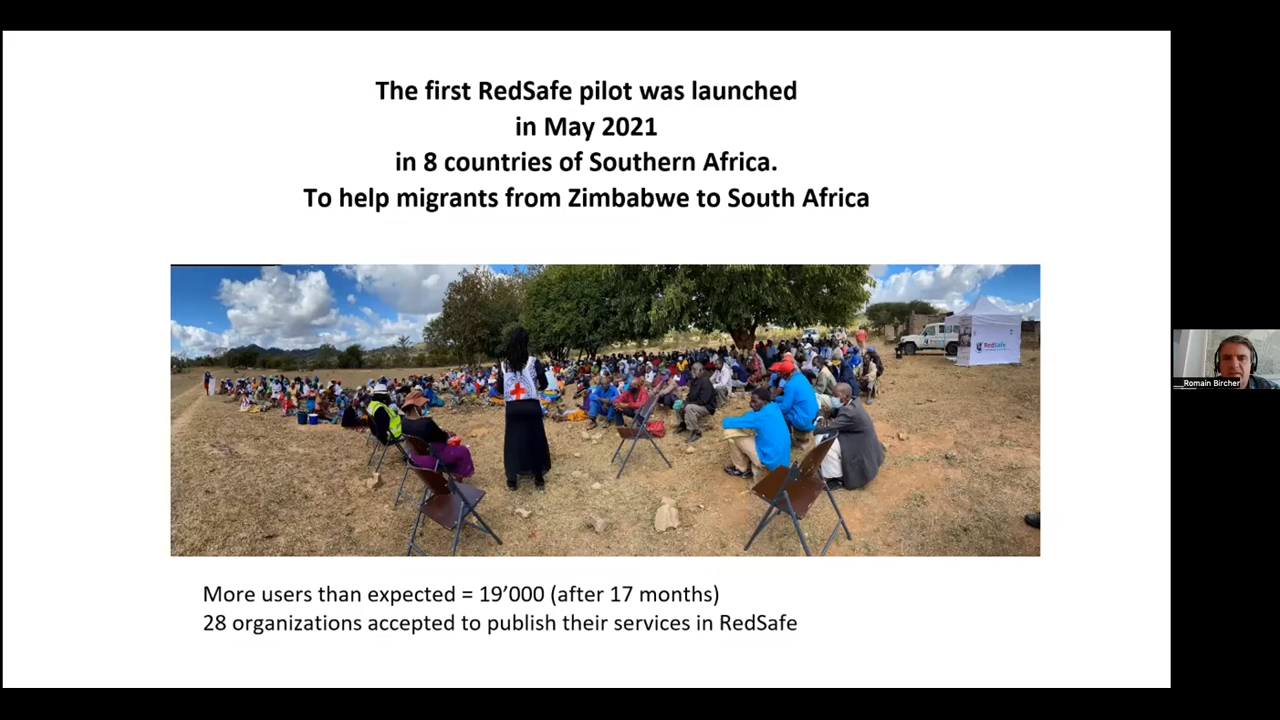 The first RedSafe pilot was launched
in May 2021
in 8 countries of Southern Africa.
To help migrants from Zimbabwe to South Africa
RedSafe
More users than expected = 19’000 (after 17 months)
28 organizations accepted to publish their services in RedSafe
Romain Bircher